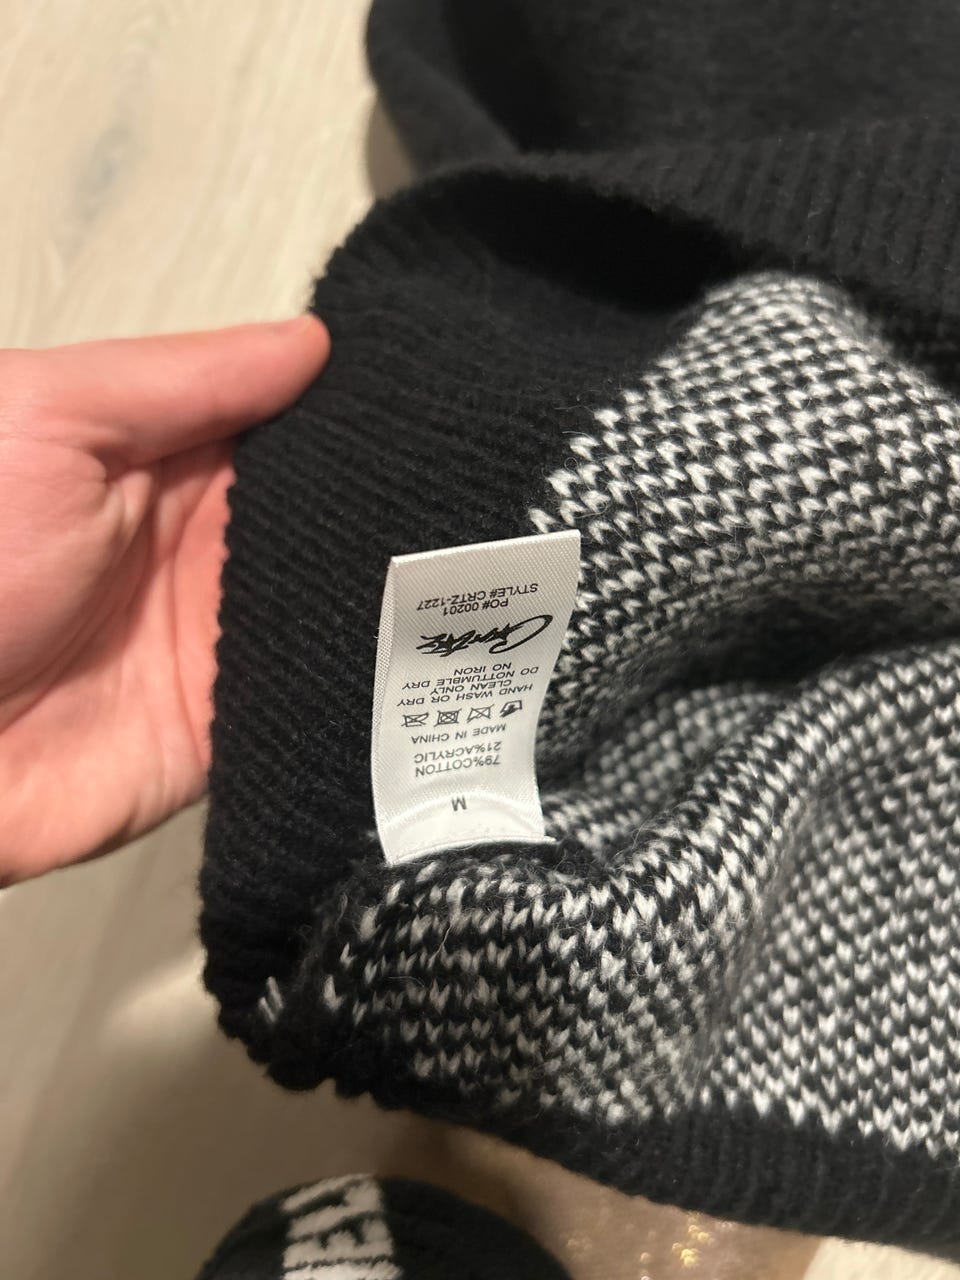 M
79%COTTON
21%ACRYLIC
MADE IN CHINA
HAND WASH OR DRY
CLEAN ONLY
DO NOTTUMBLE DRY
NO IRON
PO# 00201
STYLE# CRTZ-1227